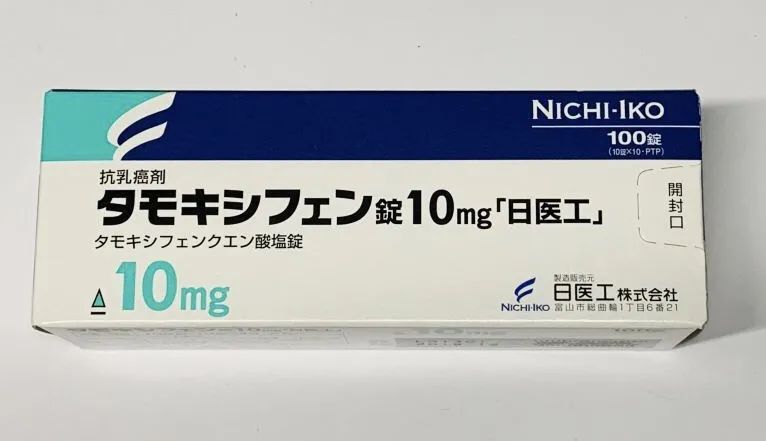 NICHI-IKO
100錠
(10錠×10・PTP)
抗乳癌剤
タモキシフェン錠10mg「日医工」
タモキシフェンクエン酸塩錠
10mg
開封口
製造販売元
NICHI-IKO
日医工株式会社
富山市総曲輪1丁目6番21
10mg